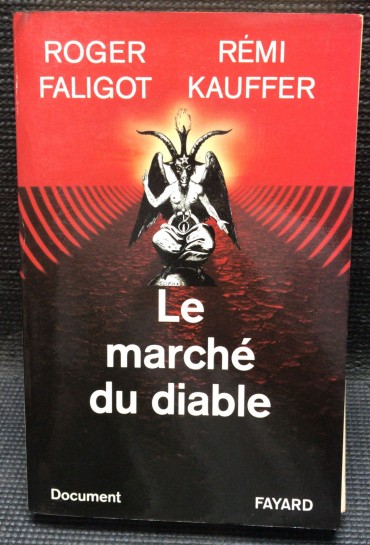 ROGER
FALIGOT
RÉMI
KAUFFER
Le
marché
du diable
Document
FAYARD